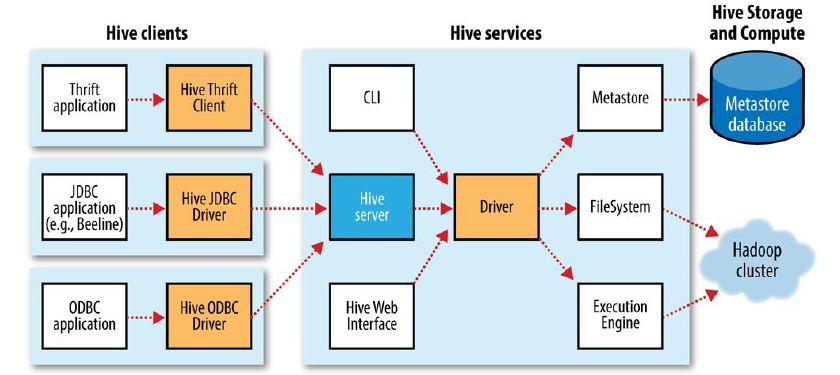 Hive clients
Hive services
Hive Storage
and Compute
Thrift
application
Hive Thrift
Client
CLI
Metastore
Metastore
database
JDBC
application
(e.g., Beeline)
Hive JDBC
Driver
Hive
server
Driver
FileSystem
Hadoop
cluster
ODBC
application
Hive ODBC
Driver
Hive Web
Interface
Execution
Engine